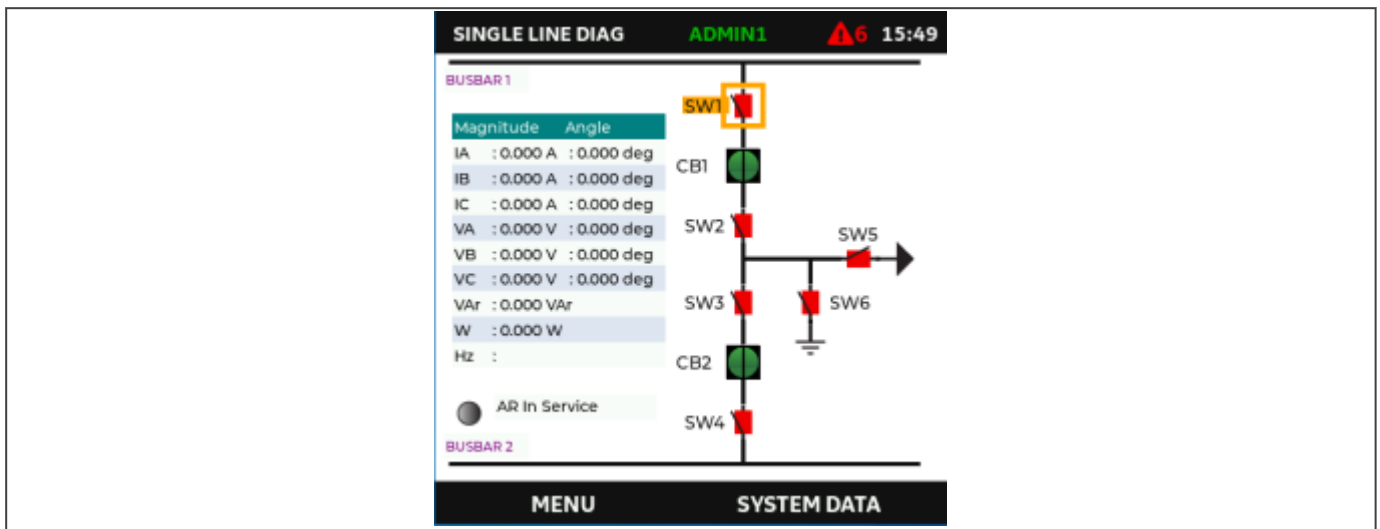 SINGLE LINE DIAG ADMIN1 6 15:49
BUSBAR 1
SW1
Magnitude Angle
IA : 0.000 A : 0.000 deg
IB : 0.000 A : 0.000 deg
IC : 0.000 A : 0.000 deg
VA : 0.000 V : 0.000 deg
VB : 0.000 V : 0.000 deg
VC : 0.000 V : 0.000 deg
VAr : 0.000 VAr
W : 0.000 W
Hz :
CB1
SW2
SW5
SW3
SW6
CB2
AR In Service
SW4
BUSBAR 2
MENU SYSTEM DATA